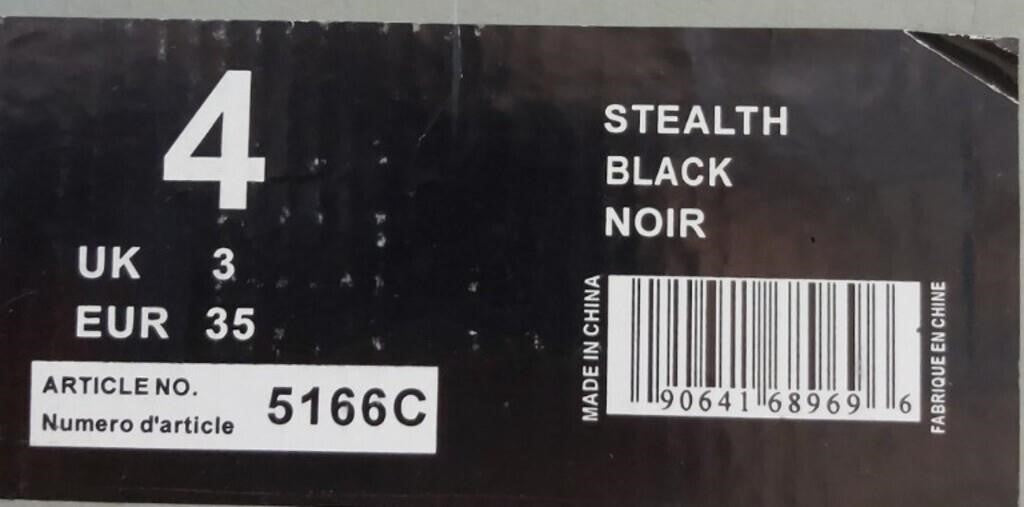 4
UK 3
EUR 35
ARTICLE NO.
Numero d'article
5166C
STEALTH
BLACK
NOIR
MADE IN CHINA
90641 68969 6
FABRIQUE EN CHINE